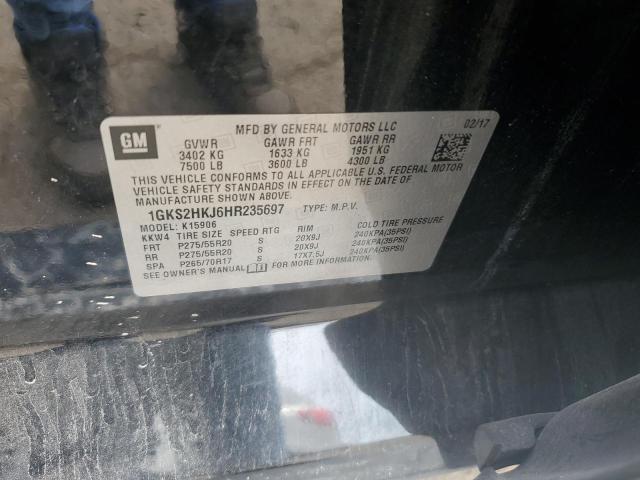 GM
MFD BY GENERAL MOTORS LLC
02/17
GVWR GAWR FRT GAWR RR
3402 KG 1633 KG 1951 KG
7500 LB 3600 LB 4300 LB
THIS VEHICLE CONFORMS TO ALL APPLICABLE U.S. FEDERAL MOTOR
VEHICLE SAFETY STANDARDS IN EFFECT ON THE DATE OF
MANUFACTURE SHOWN ABOVE.
1GKS2HKJ6HR235697 TYPE: M.P.V.
MODEL: K15906
KKW4 TIRE SIZE SPEED RTG RIM COLD TIRE PRESSURE
FRT P275/55R20 S 20X9J 240KPA(35PSI)
RR P275/55R20 S 20X9J 240KPA(35PSI)
SPA P265/70R17 S 17X7.5J 240KPA(35PSI)
SEE OWNER'S MANUAL FOR MORE INFORMATION.